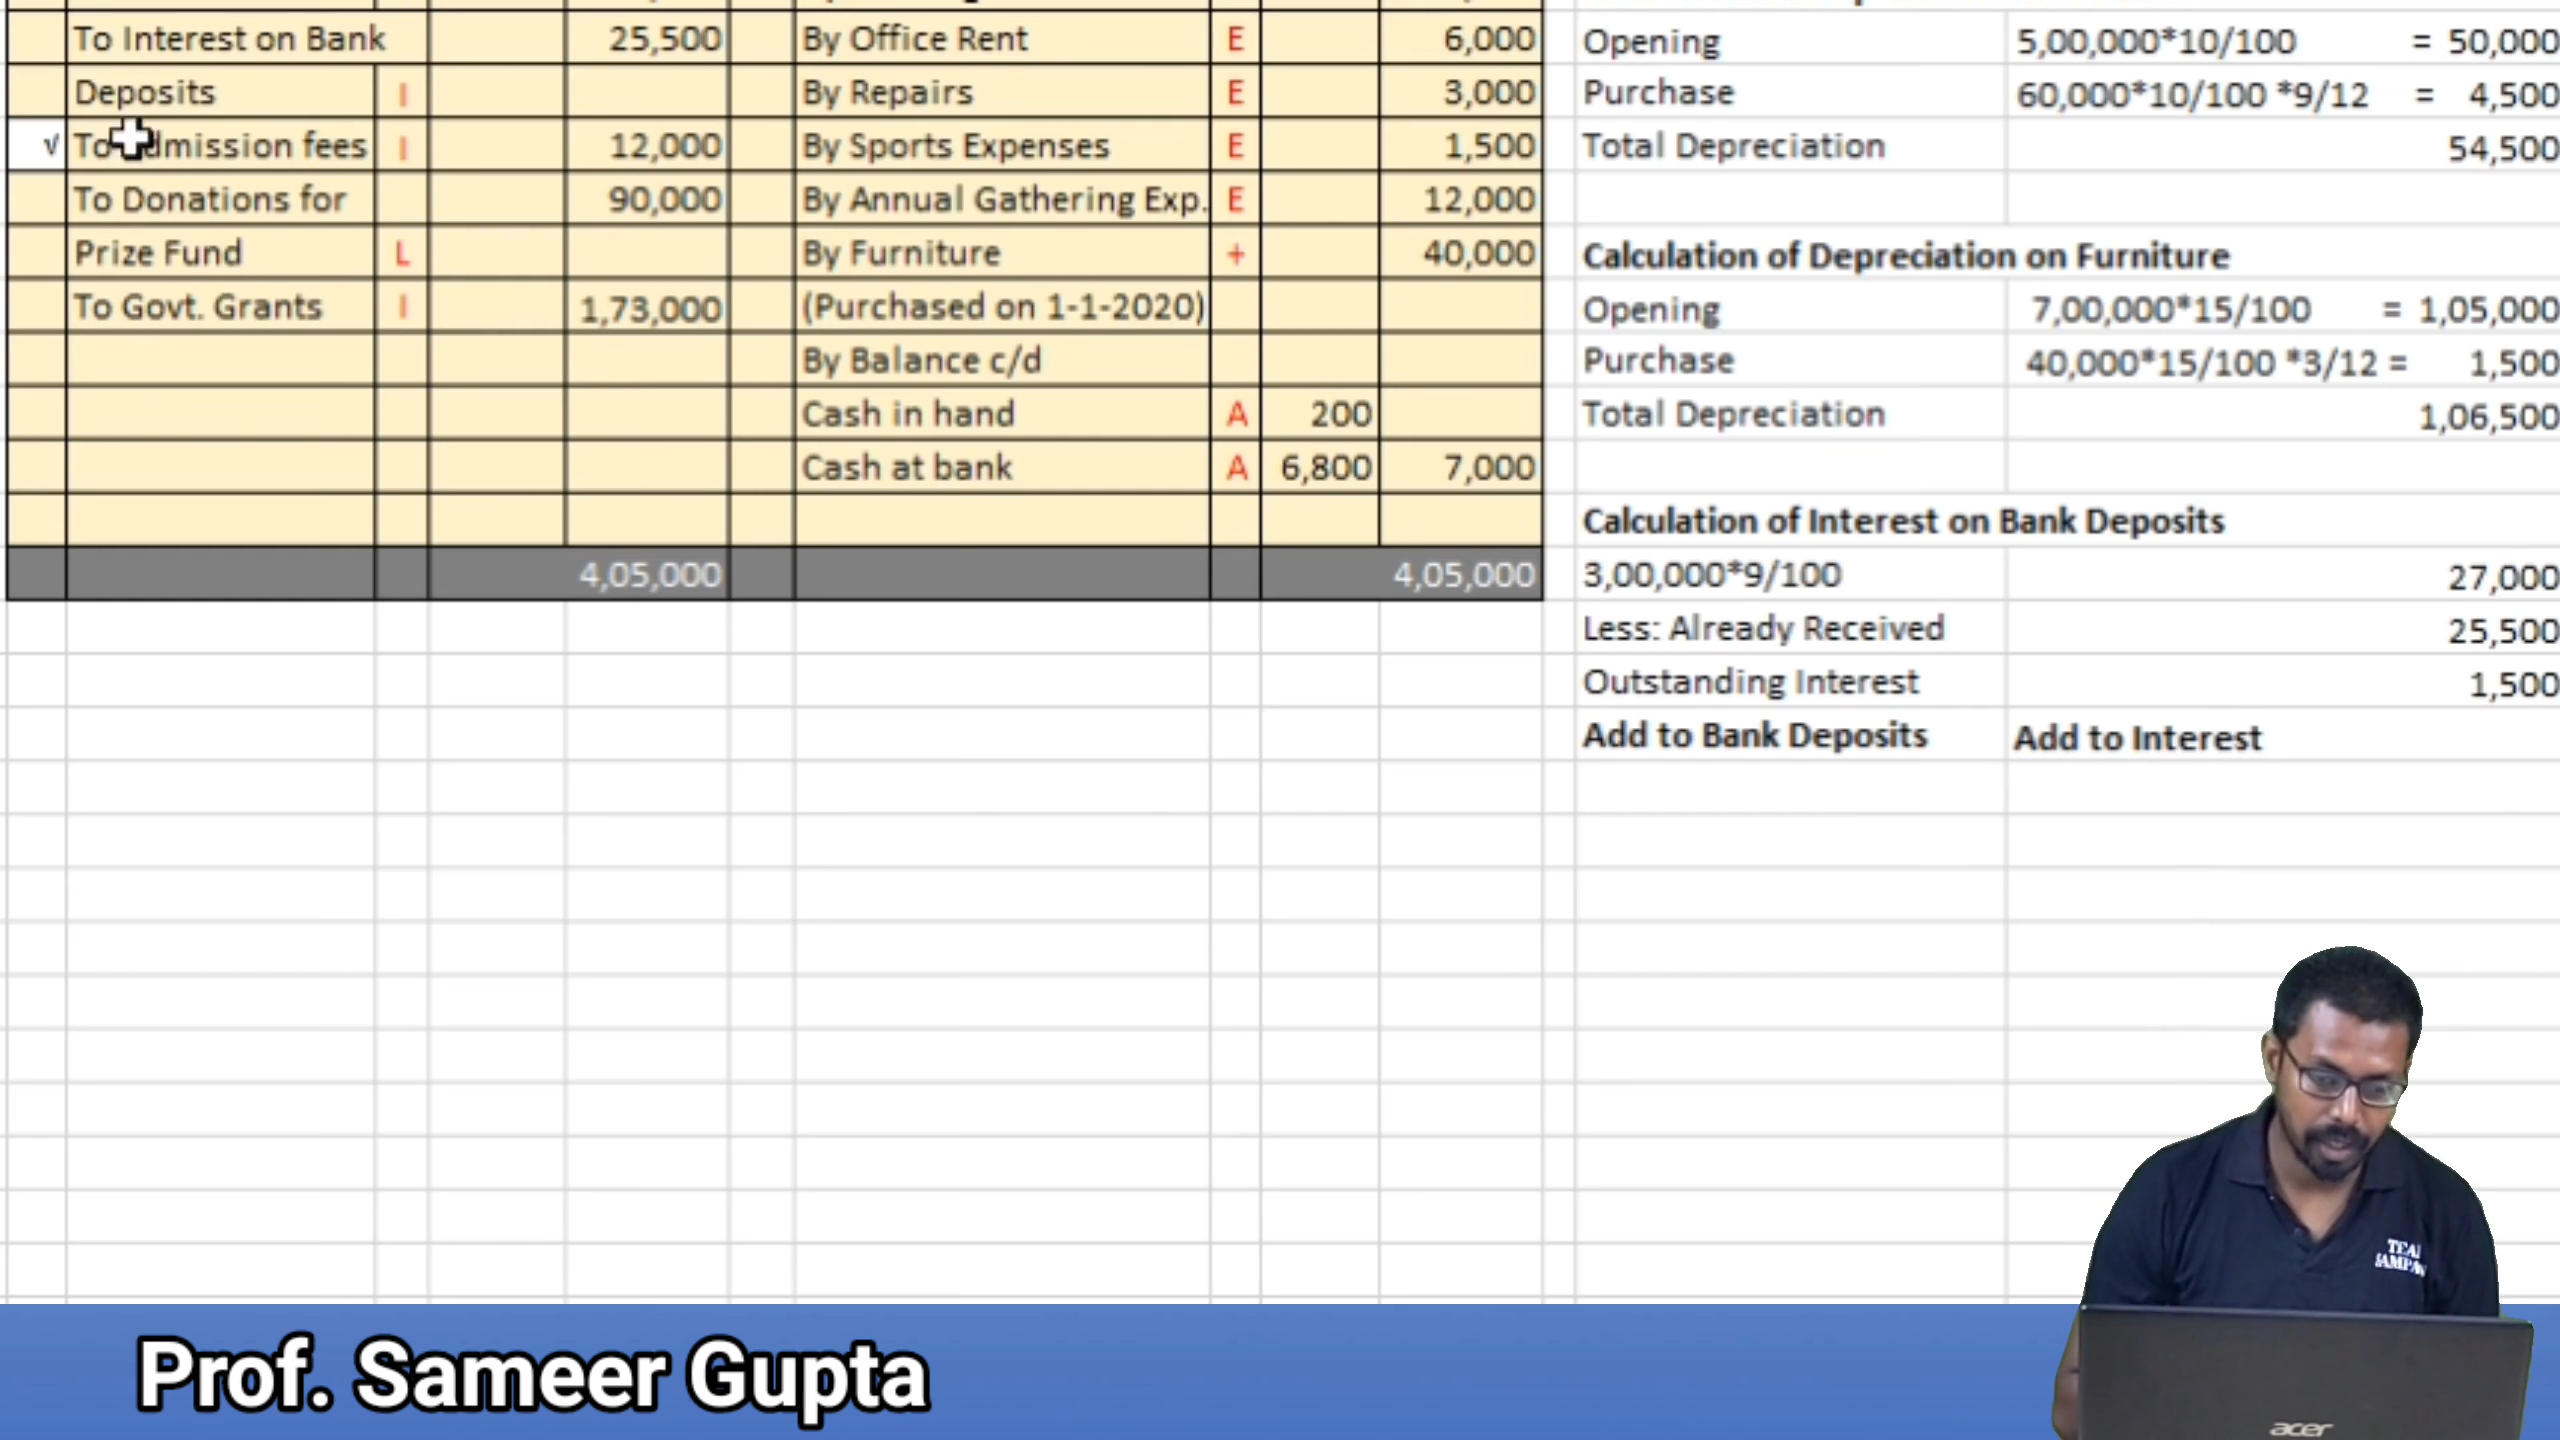 To Interest on Bank 25,500 By Office Rent E 6,000 Opening 5,00,000*10/100 = 50,000
Deposits I By Repairs E 3,000 Purchase 60,000*10/100 *9/12 = 4,500
√ To dmission fees I 12,000 By Sports Expenses E 1,500 Total Depreciation 54,500
To Donations for 90,000 By Annual Gathering Exp. E 12,000
Prize Fund L By Furniture + 40,000 Calculation of Depreciation on Furniture
To Govt. Grants I 1,73,000 (Purchased on 1-1-2020) Opening 7,00,000*15/100 = 1,05,000
By Balance c/d Purchase 40,000*15/100 *3/12 = 1,500
Cash in hand A 200 Total Depreciation 1,06,500
Cash at bank A 6,800 7,000
Calculation of Interest on Bank Deposits
4,05,000 4,05,000 3,00,000*9/100 27,000
Less: Already Received 25,500
Outstanding Interest 1,500
Add to Bank Deposits Add to Interest
TEA
SAMPA
Prof. Sameer Gupta
acer